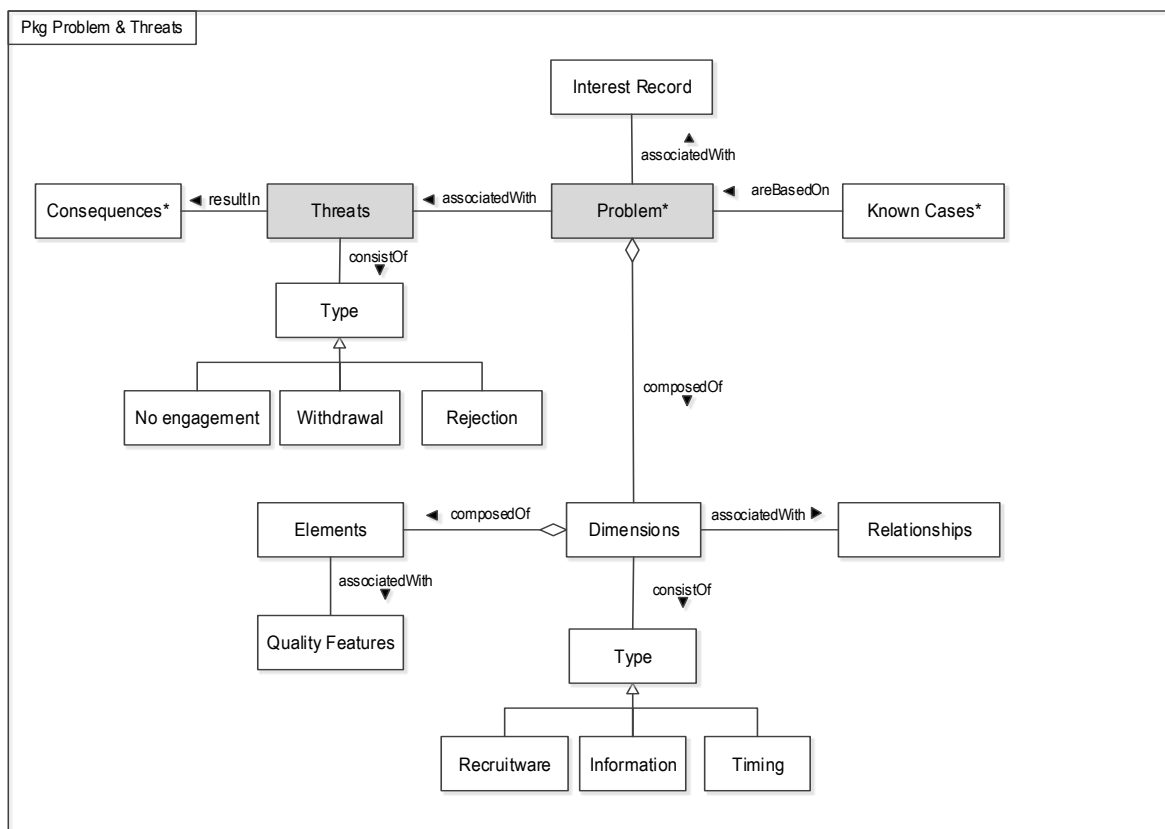 Pkg Problem & Threats
Interest Record
associatedWith
Consequences*
resultIn
Threats
associatedWith
Problem*
areBasedOn
Known Cases*
consistOf
Type
No engagement
Withdrawal
Rejection
composedOf
Elements
composedOf
Dimensions
associatedWith
Relationships
associatedWith
Quality Features
consistOf
Type
Recruitware
Information
Timing